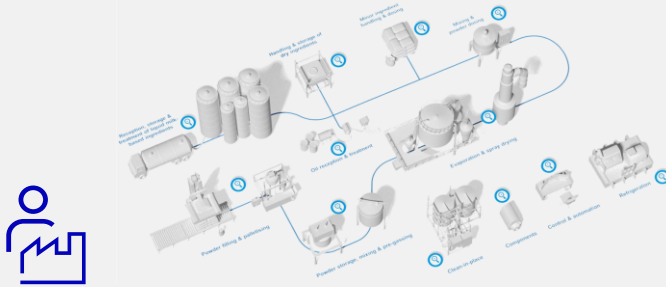 Reception, storage &
treatment of liquid milk-
based ingredients
Handling & storage of
dry ingredients
Minor ingredient
handling & dosing
Mixing &
powder dosing
Oil reception & treatment
Evaporation & spray drying
Powder filling & palletising
Powder storage, mixing & pre-ging
Clean-in-place
Components
Control & automation
Refrigeration